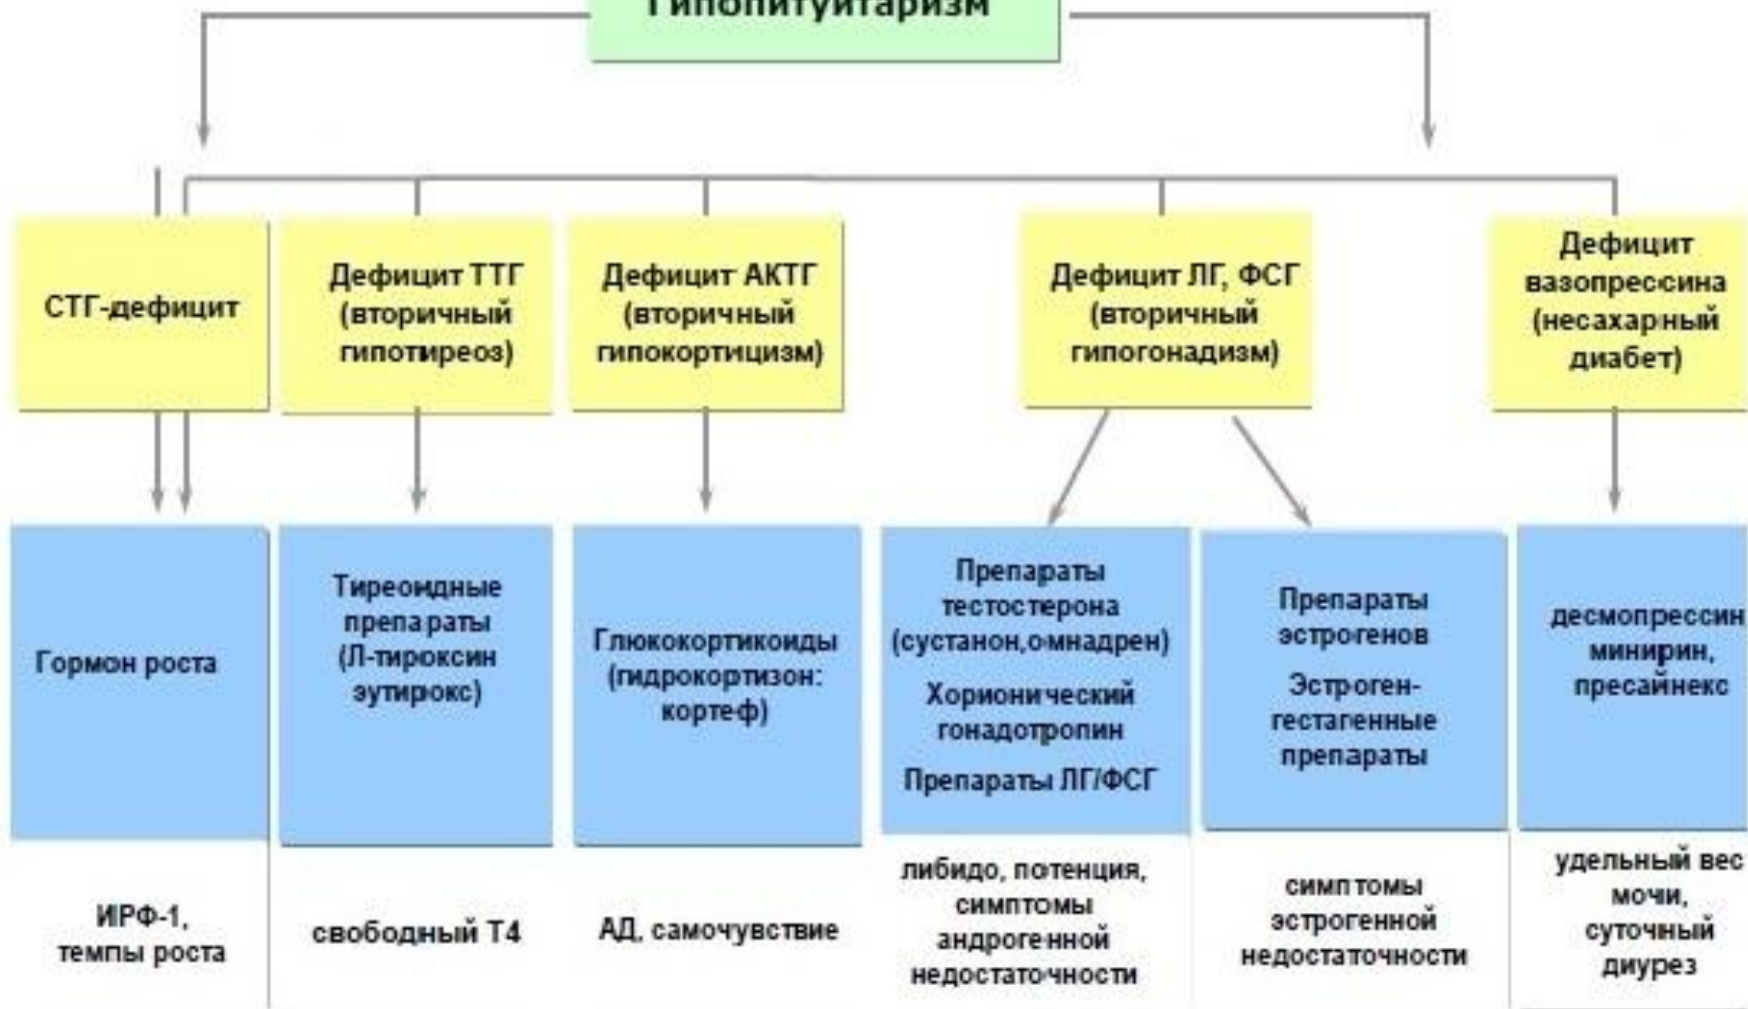 Гипопитуитаризм
СТГ-дефицит
Дефицит ТТГ
(вторичный
гипотиреоз)
Дефицит АКТГ
(вторичный
гипокортицизм)
Дефицит ЛГ, ФСГ
(вторичный
гипогонадизм)
Дефицит
вазопрессина
(несахарный
диабет)
Гормон роста
Тиреоидные
препараты
(Л-тироксин
эутирокс)
Глюкокортикоиды
(гидрокортизон:
кортеф)
Препараты
тестостерона
(сустанон,омнадрен)
Хорионический
гонадотропин
Препараты ЛГ/ФСГ
Препараты
эстрогенов
Эстроген-
гестагенные
препараты
десмопрессин
минирин,
пресайнекс
ИРФ-1,
темпы роста
свободный Т4
АД, самочувствие
либидо, потенция,
симптомы
андрогенной
недостаточности
симптомы
эстрогенной
недостаточности
удельный вес
мочи,
суточный
диурез